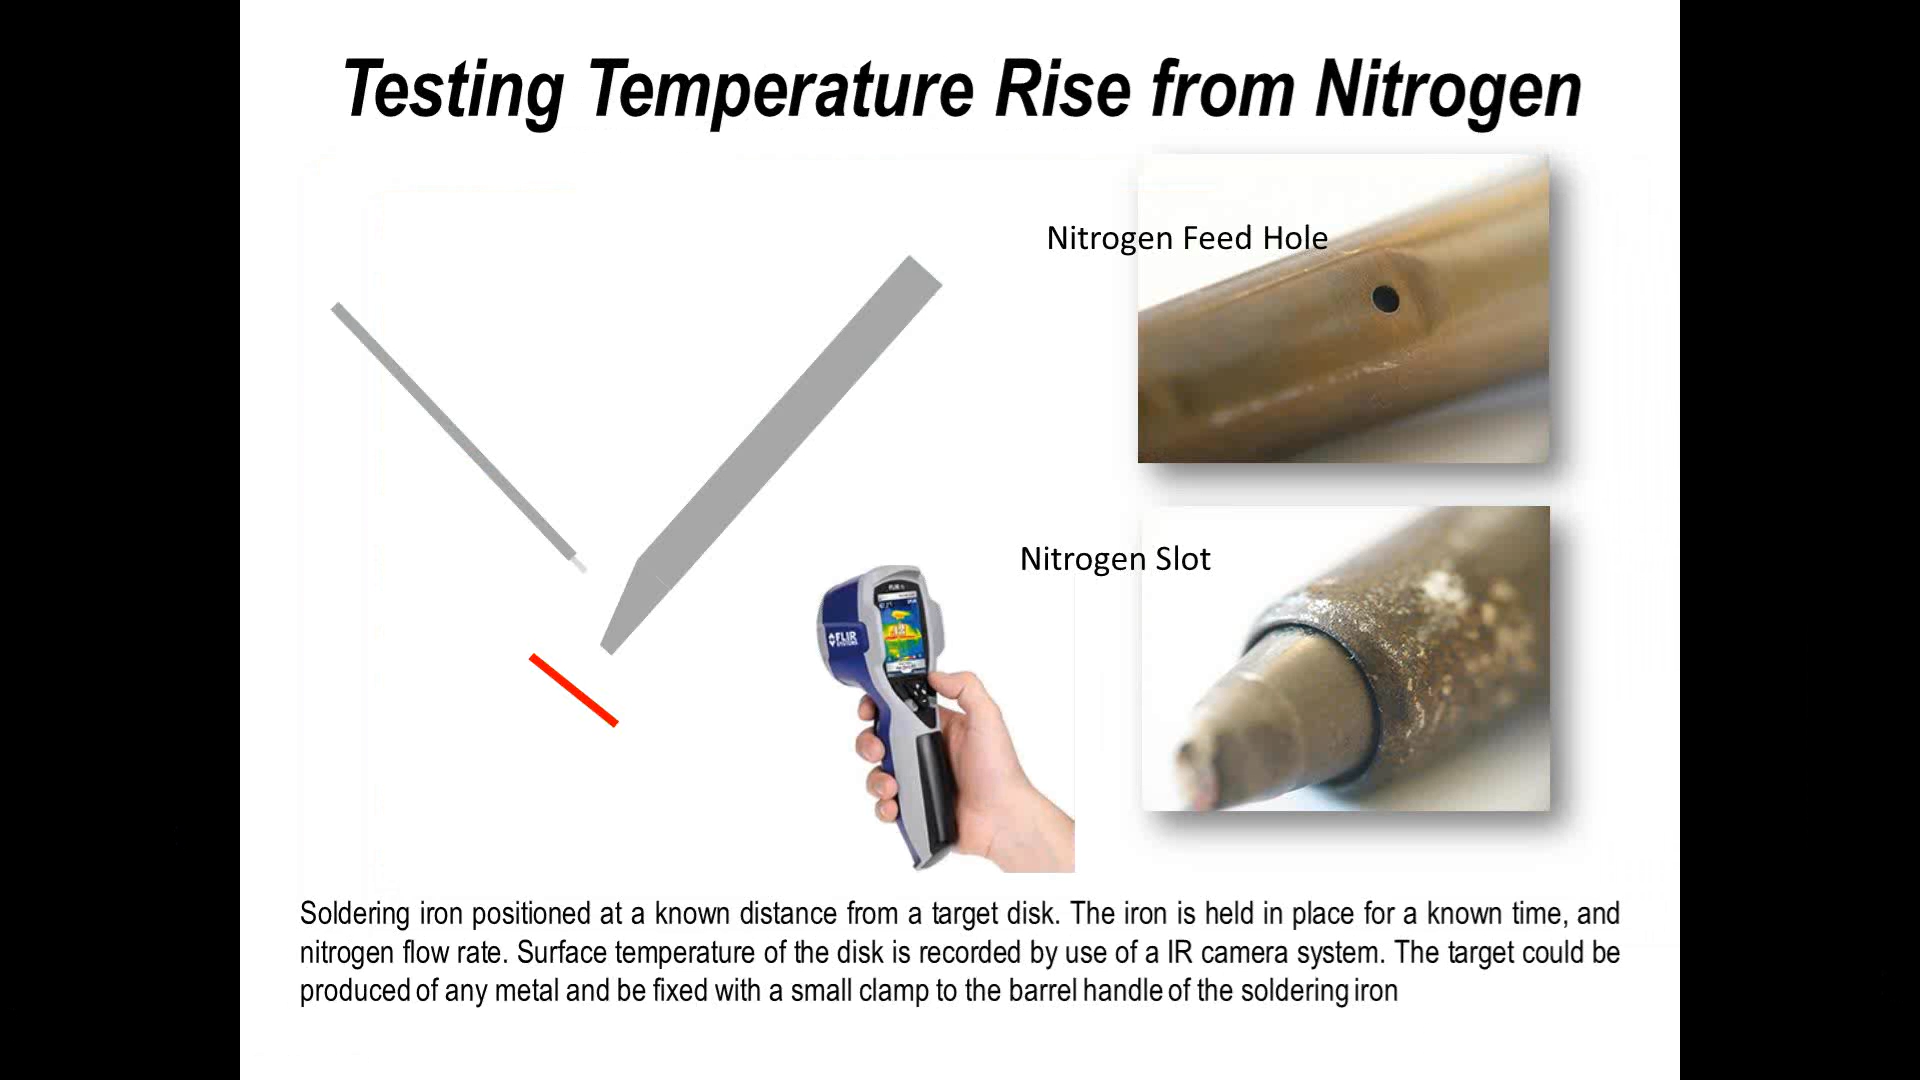 Testing Temperature Rise from Nitrogen
Nitrogen Feed Hole
Nitrogen Slot
FLIR
SYSTEMS
Soldering iron positioned at a known distance from a target disk. The iron is held in place for a known time, and
nitrogen flow rate. Surface temperature of the disk is recorded by use of a IR camera system. The target could be
produced of any metal and be fixed with a small clamp to the barrel handle of the soldering iron